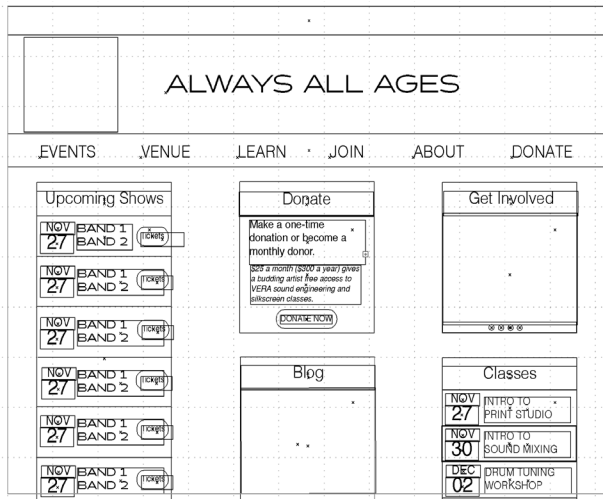 ALWAYS ALL AGES
EVENTS VENUE LEARN JOIN ABOUT DONATE
Upcoming Shows
NOV
27
BAND 1
BAND 2
Tickets
NOV
27
BAND 1
BAND 2
Tickets
NOV
27
BAND 1
BAND 2
Tickets
NOV
27
BAND 1
BAND 2
Tickets
NOV
27
BAND 1
BAND 2
Tickets
NOV
27
BAND 1
BAND 2
Tickets
Donate
Make a one-time
donation or become a
monthly donor.
$25 a month ($300 a year) gives
a budding artist free access to
VERA sound engineering and
silkscreen classes.
DONATE NOW
Blog
Get Involved
Classes
NOV
27
INTRO TO
PRINT STUDIO
NOV
30
INTRO TO
SOUND MIXING
DEC
02
DRUM TUNING
WORKSHOP